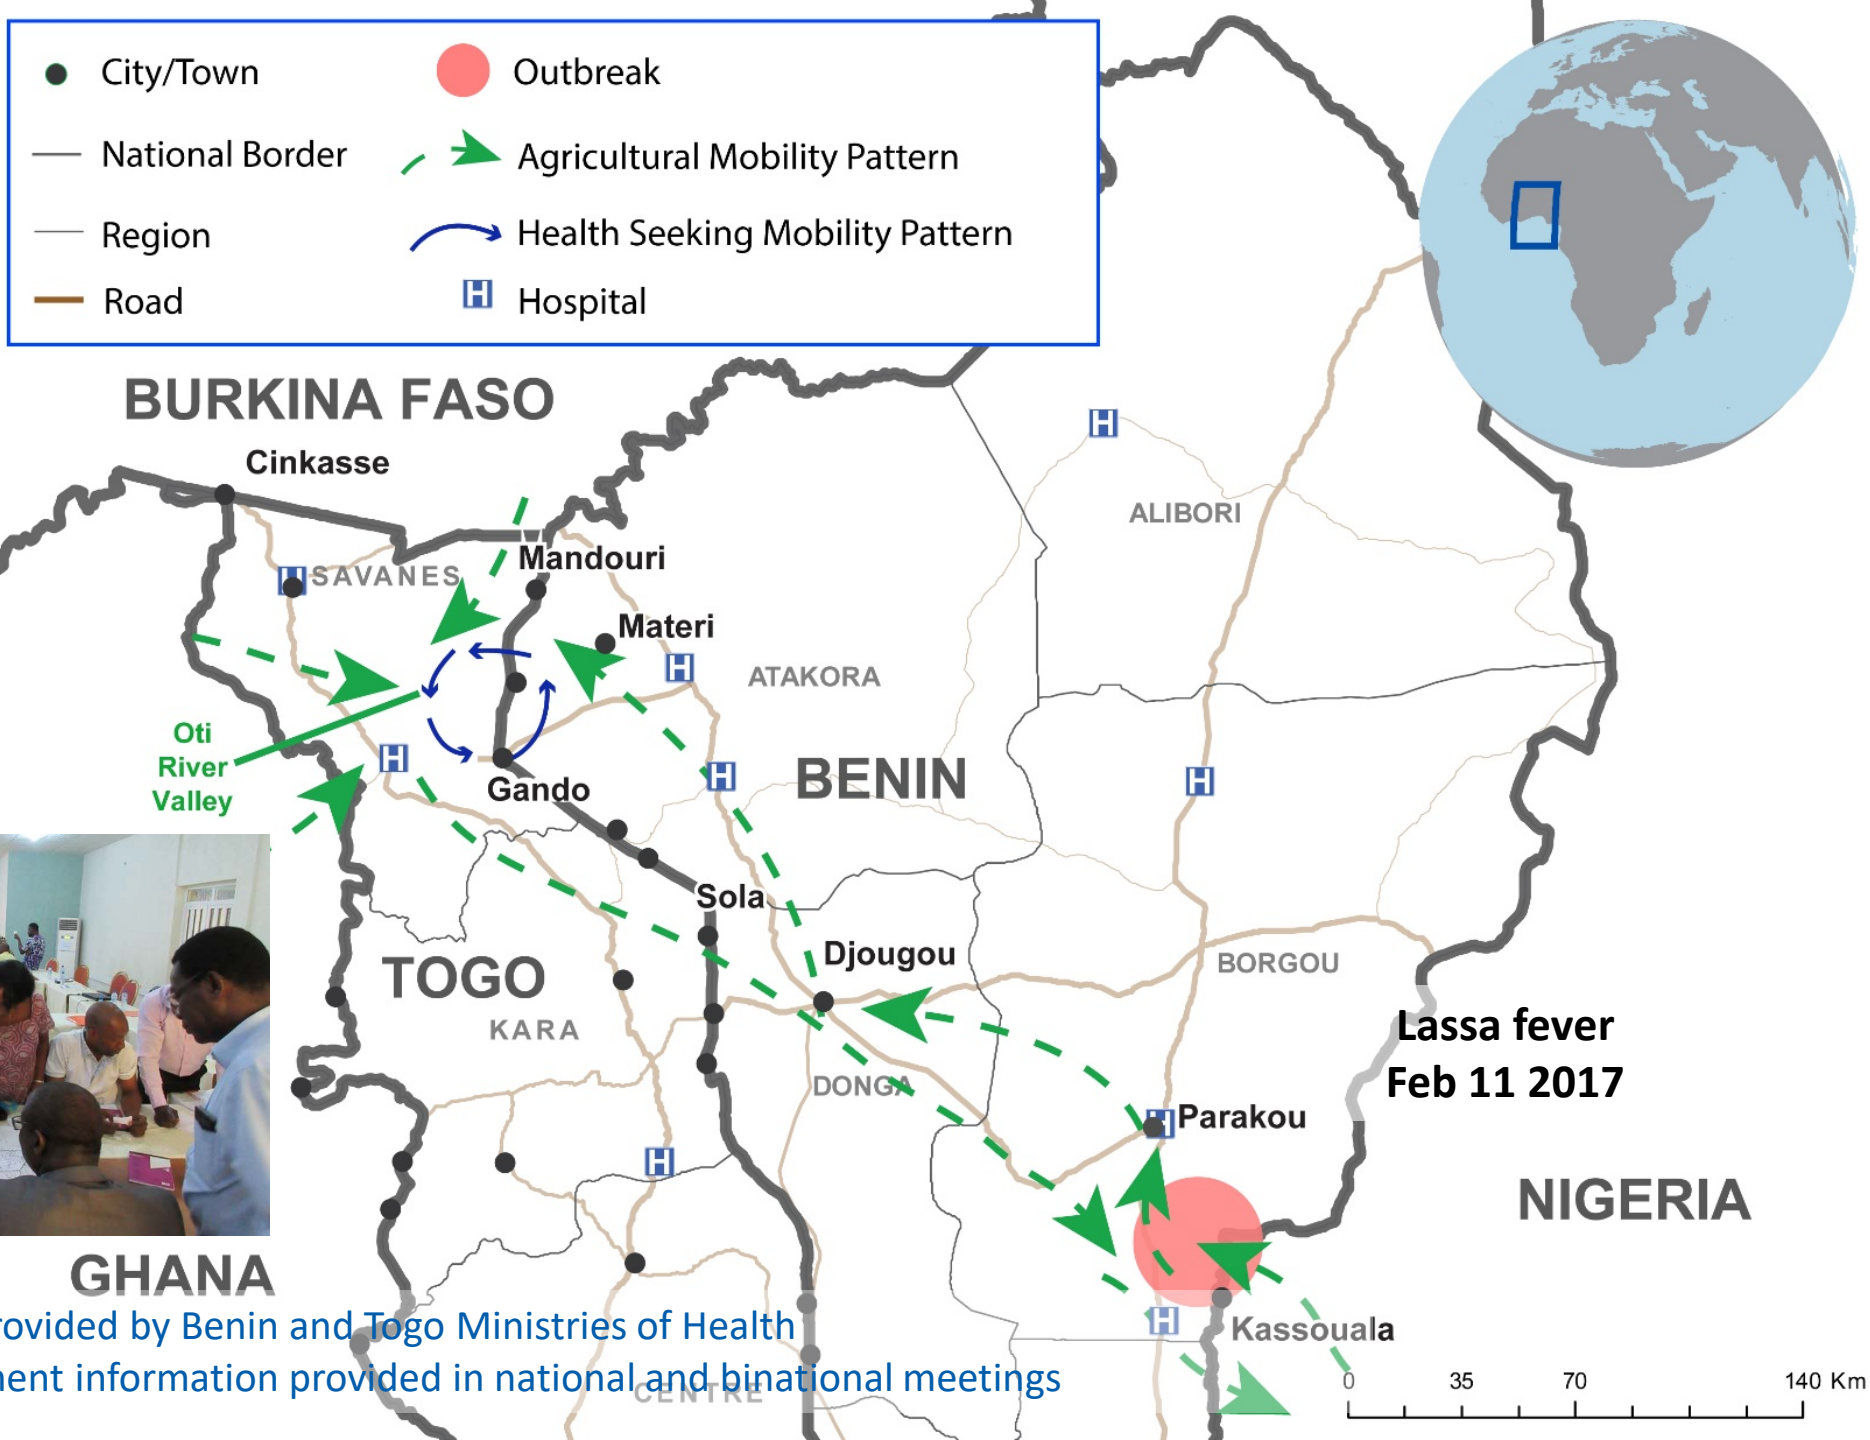 City/Town
Outbreak
National Border
Agricultural Mobility Pattern
Region
Health Seeking Mobility Pattern
Road
H Hospital
BURKINA FASO
Cinkasse
H
ALIBORI
Mandouri
H SAVANES
Materi
H
ATAKORA
Oti
River
Valley
H
Gando
H
BENIN
H
Sola
Djougou
TOGO
BORGOU
KARA
Lassa fever
Feb 11 2017
DONGA
H Parakou
H
NIGERIA
GHANA
rovided by Benin and Togo Ministries of Health
H
Kassouala
ent information provided in national and binational meetings
CENTRE
0 35 70 140 Km